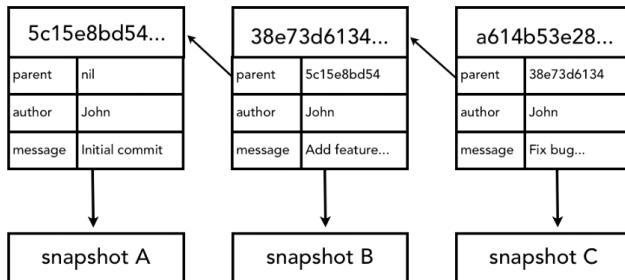 5c15e8bd54...
parent nil
author John
message Initial commit
snapshot A
38e73d6134...
parent 5c15e8bd54
author John
message Add feature...
snapshot B
a614b53e28...
parent 38e73d6134
author John
message Fix bug...
snapshot C